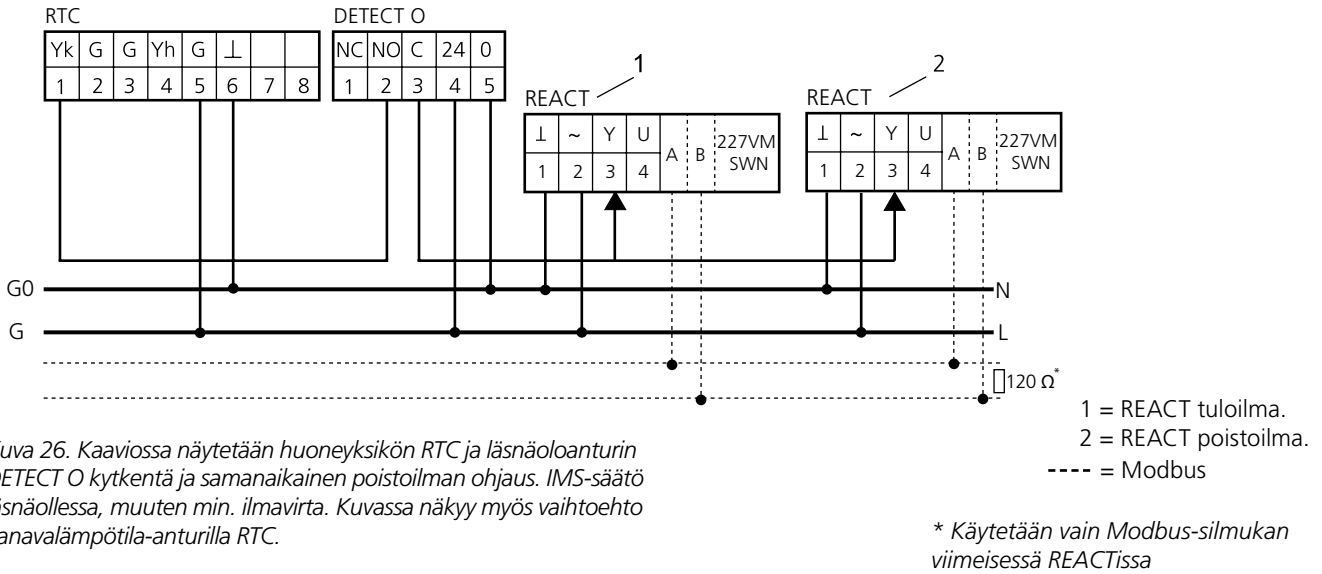 RTC
Yk G G Yh G ⊥
1 2 3 4 5 6 7 8
DETECT O
NC NO C 24 0
1 2 3 4 5
1
REACT
⊥ ~ Y U A B 227VM
SWN
1 2 3 4
2
REACT
⊥ ~ Y U A B 227VM
SWN
1 2 3 4
G0 N
G L
120 Ω*
1 = REACT tuloilma.
2 = REACT poistoilma.
---- = Modbus
uva 26. Kaaviossa näytetään huoneyksikön RTC ja läsnäoloanturin
DETECT O kytkentä ja samanaikainen poistoilman ohjaus. IMS-säätö
äsnäollessa, muuten min. ilmavirta. Kuvassa näkyy myös vaihtoehto
anavalämpötila-anturilla RTC.
* Käytetään vain Modbus-silmukan
viimeisessä REACTissa